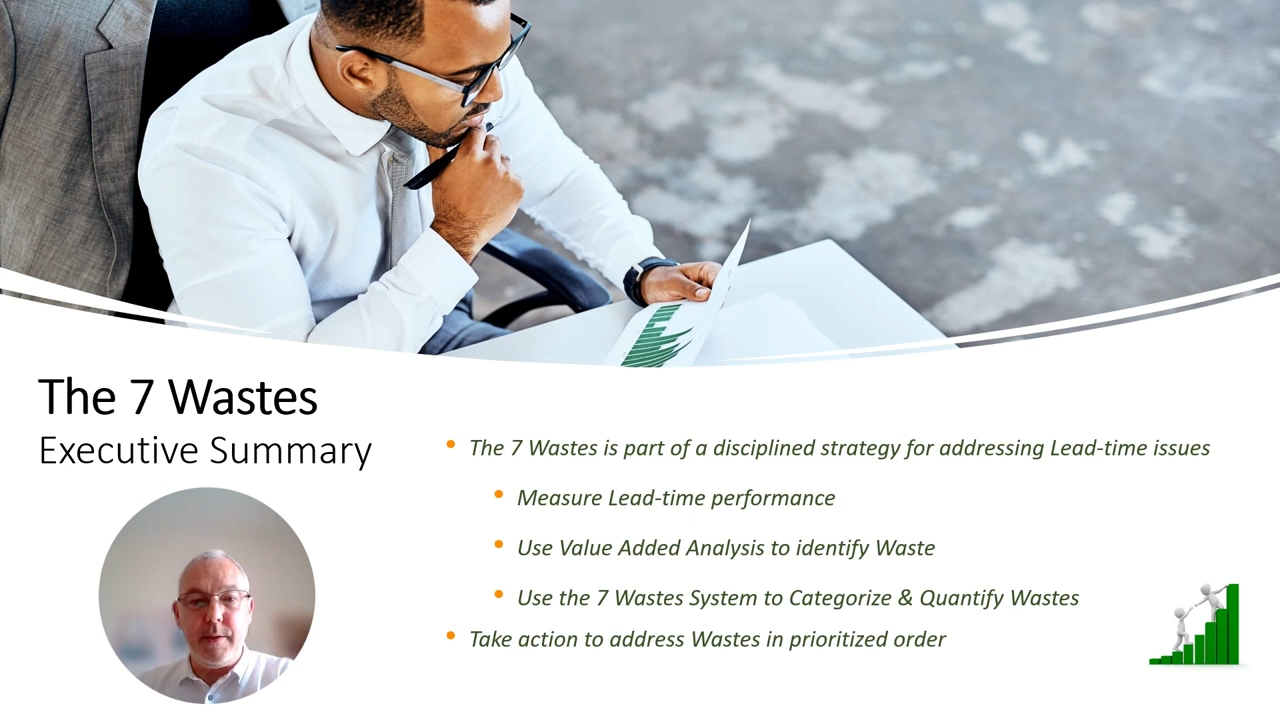 The 7 Wastes
Executive Summary
• The 7 Wastes is part of a disciplined strategy for addressing Lead-time issues
• Measure Lead-time performance
• Use Value Added Analysis to identify Waste
• Use the 7 Wastes System to Categorize & Quantify Wastes
• Take action to address Wastes in prioritized order